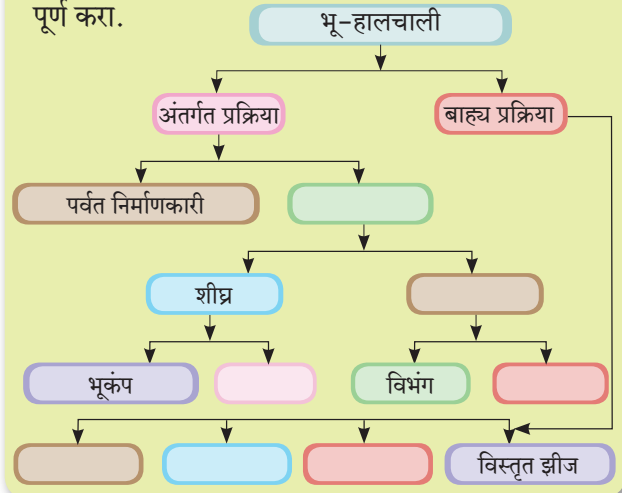 पूर्ण करा.
भू-हालचाली
अंतर्गत प्रक्रिया
बाह्य प्रक्रिया
पर्वत निर्माणकारी
शीघ्र
भूकंप
विभंग
विस्तृत झीज